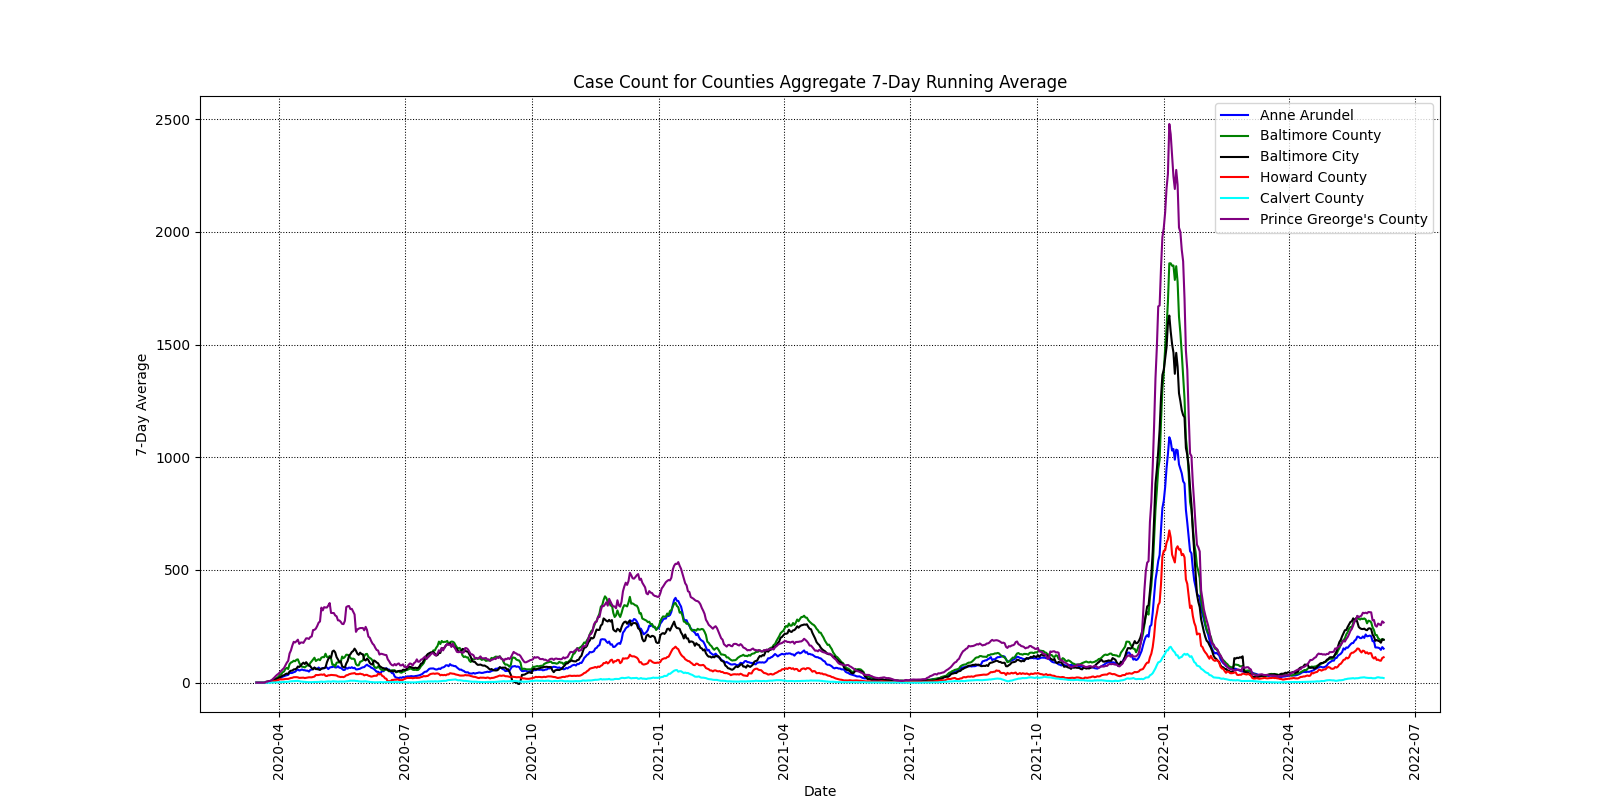 Case Count for Counties Aggregate 7-Day Running Average
2500
2000
1500
1000
500
0
7-Day Average
Anne Arundel
Baltimore County
Baltimore City
Howard County
Calvert County
Prince Greorge's County
2020-04
2020-07
2020-10
2021-01
2021-04
2021-07
2021-10
2022-01
2022-04
2022-07
Date